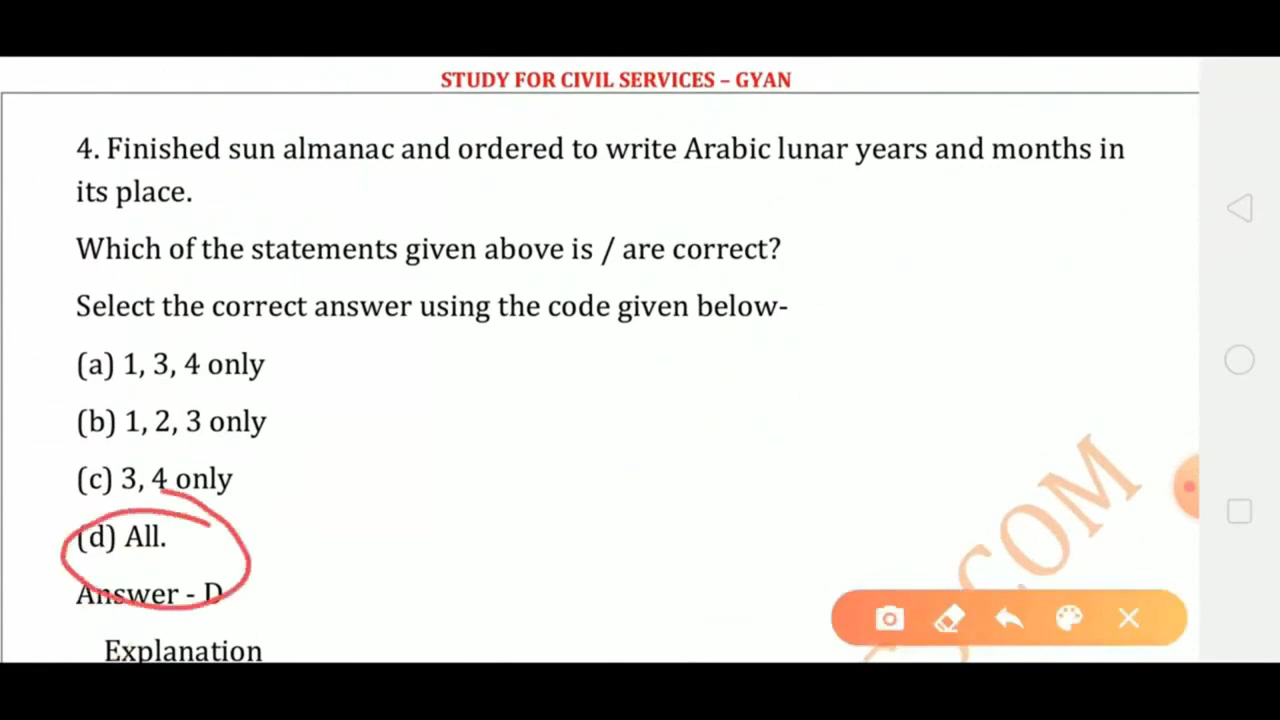 STUDY FOR CIVIL SERVICES – GYAN
4. Finished sun almanac and ordered to write Arabic lunar years and months in
its place.
Which of the statements given above is / are correct?
Select the correct answer using the code given below-
(a) 1, 3, 4 only
(b) 1, 2, 3 only
(c) 3, 4 only
(d) All.
Answer - D
Explanation
.COM